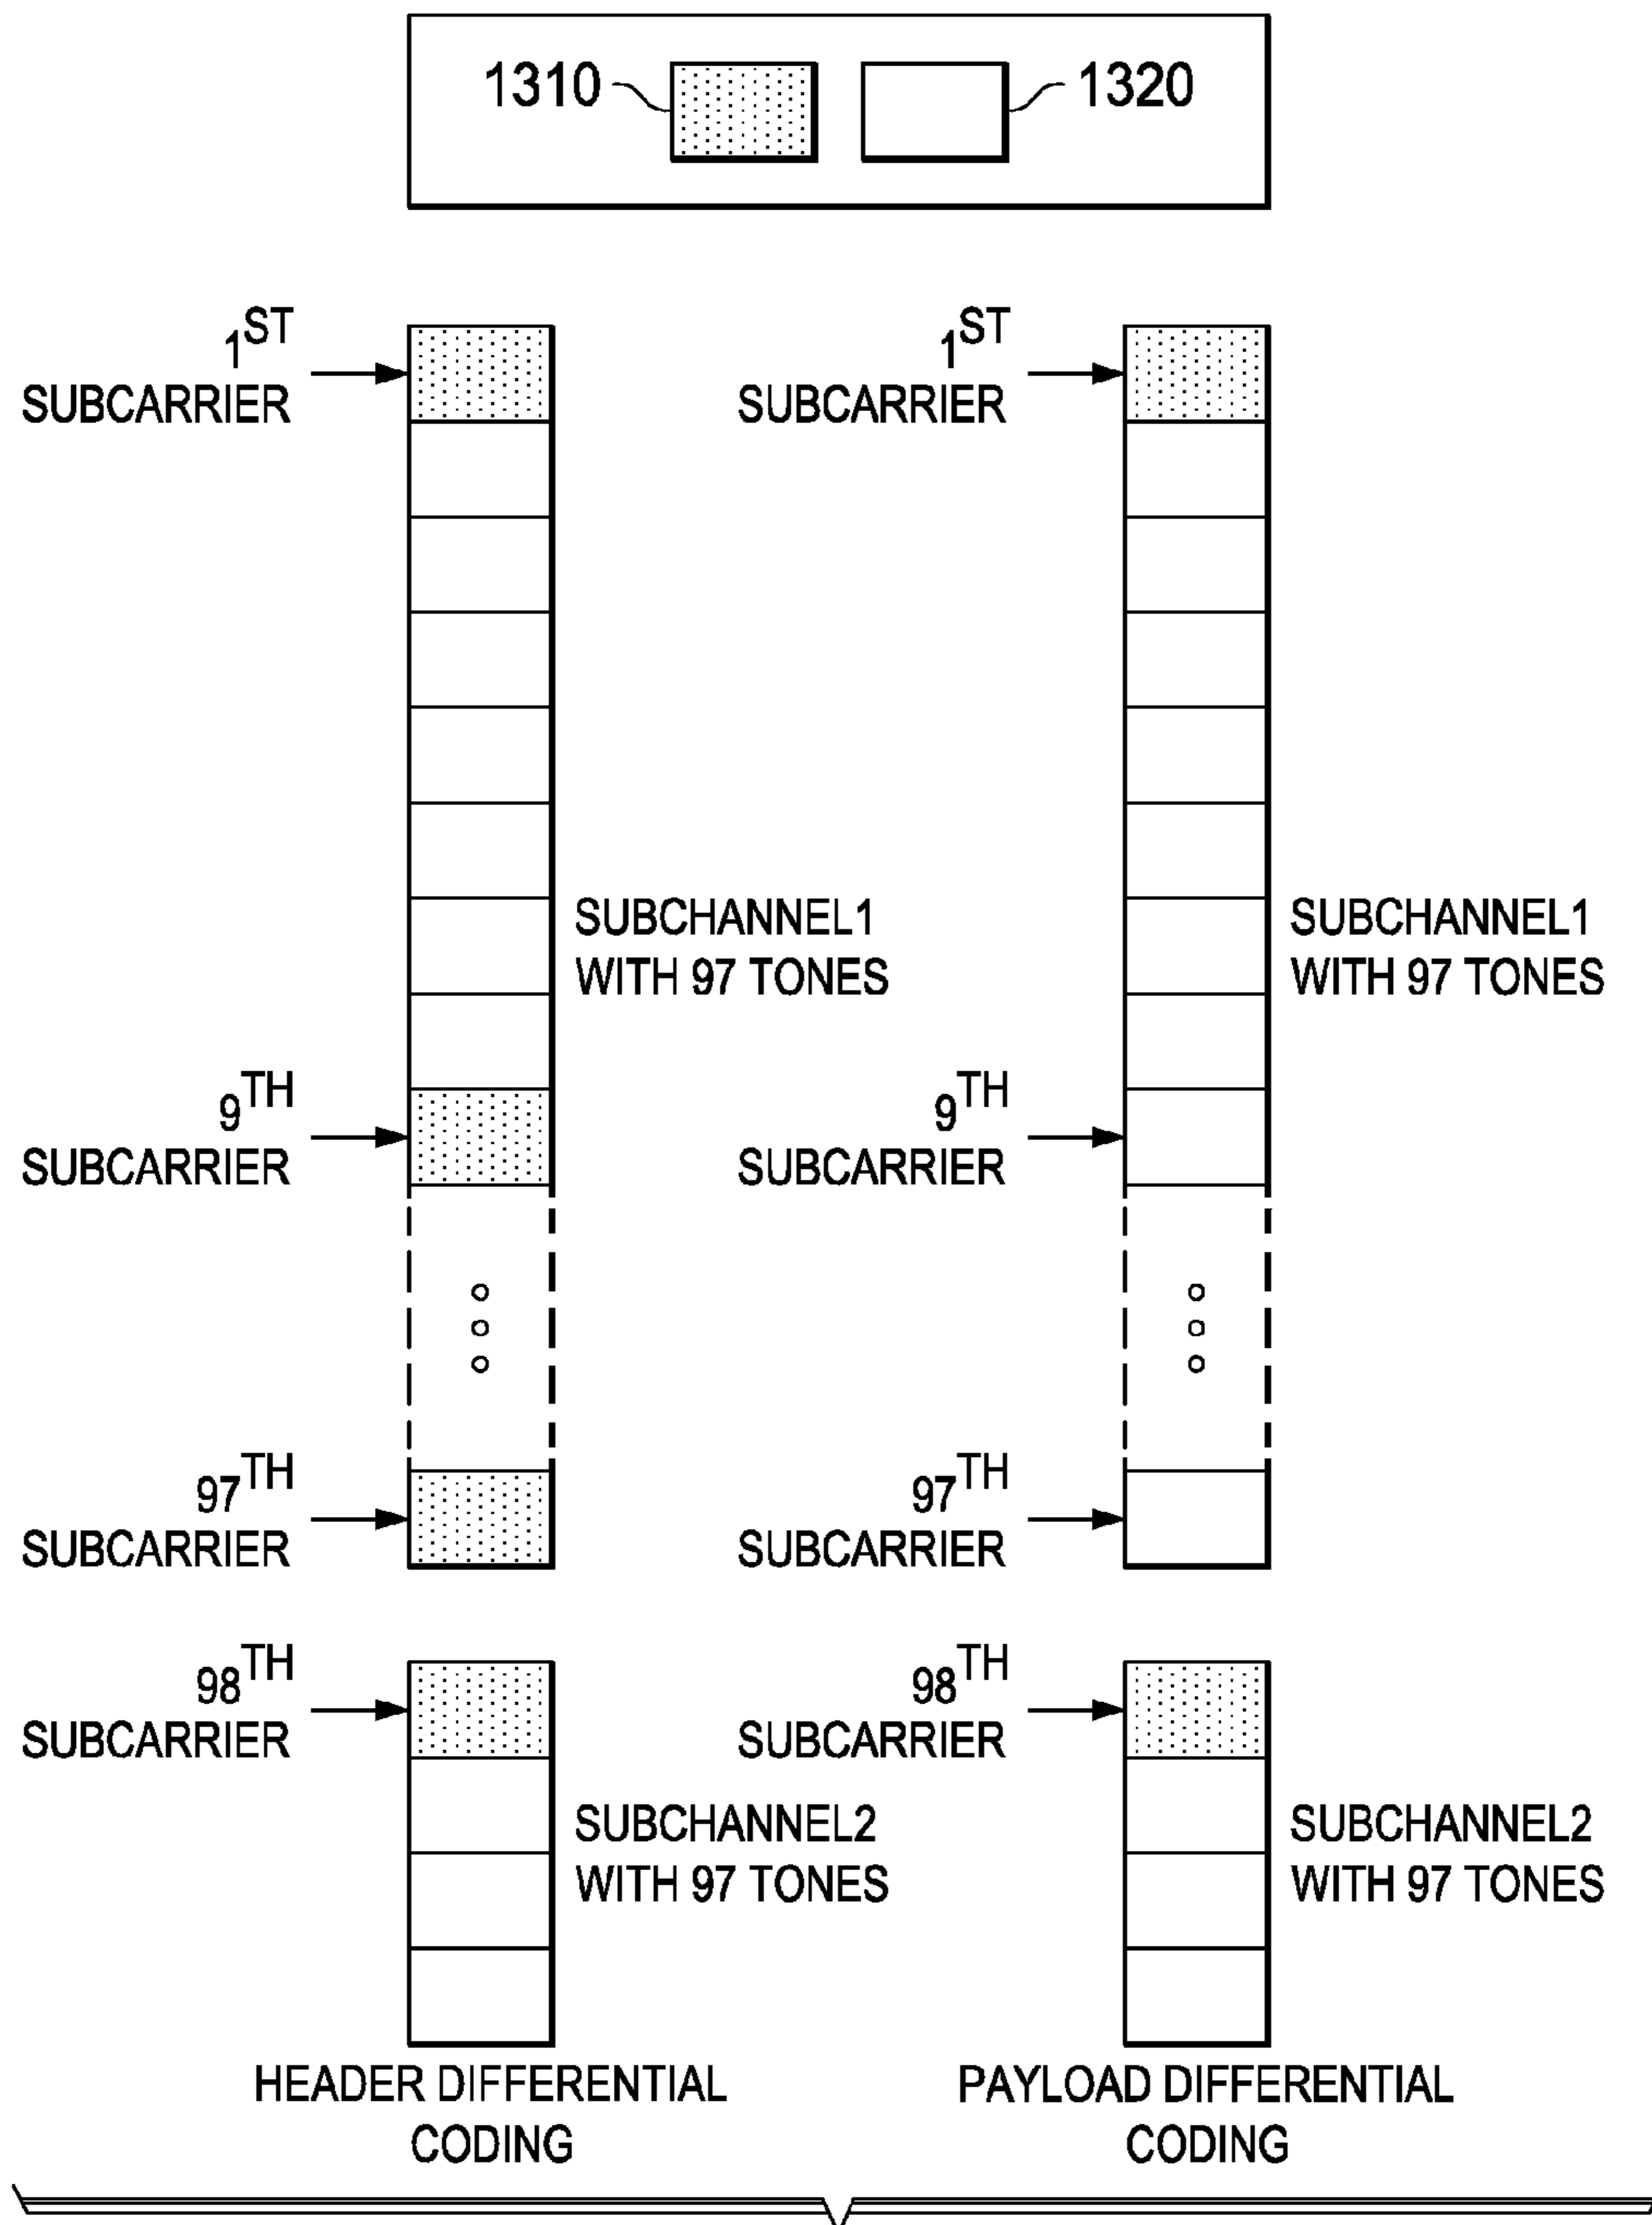 1310
1320
1ST
SUBCARRIER
1ST
SUBCARRIER
SUBCHANNEL1
WITH 97 TONES
SUBCHANNEL1
WITH 97 TONES
9TH
SUBCARRIER
9TH
SUBCARRIER
97TH
SUBCARRIER
97TH
SUBCARRIER
98TH
SUBCARRIER
98TH
SUBCARRIER
SUBCHANNEL2
WITH 97 TONES
SUBCHANNEL2
WITH 97 TONES
HEADER DIFFERENTIAL
CODING
PAYLOAD DIFFERENTIAL
CODING